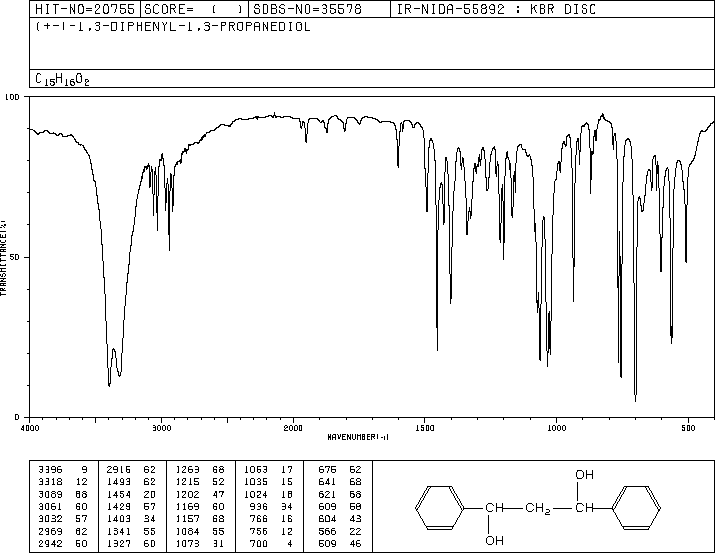 HIT-NO=20755 SCORE= ( ) SDBS-NO=35578 IR-NIDA-55892 : KBR DISC
(+-)-1,3-DIPHENYL-1,3-PROPANEDIOL
C15H16O2
100
50
0
TRANSMITTANCE(%)
4000 3000 2000 1500 1000 500
WAVENUMBER(-1)
3396 9 2915 62 1263 68 1063 17 676 62
3318 12 1493 62 1215 52 1035 15 641 68
3089 68 1454 20 1202 47 1024 18 621 68
3061 60 1429 57 1169 60 936 34 609 58
3032 57 1403 34 1157 68 766 16 604 43
2969 62 1341 55 1084 55 756 12 566 22
2942 50 1327 60 1073 31 700 4 509 46
OH
CH CH2 CH
OH